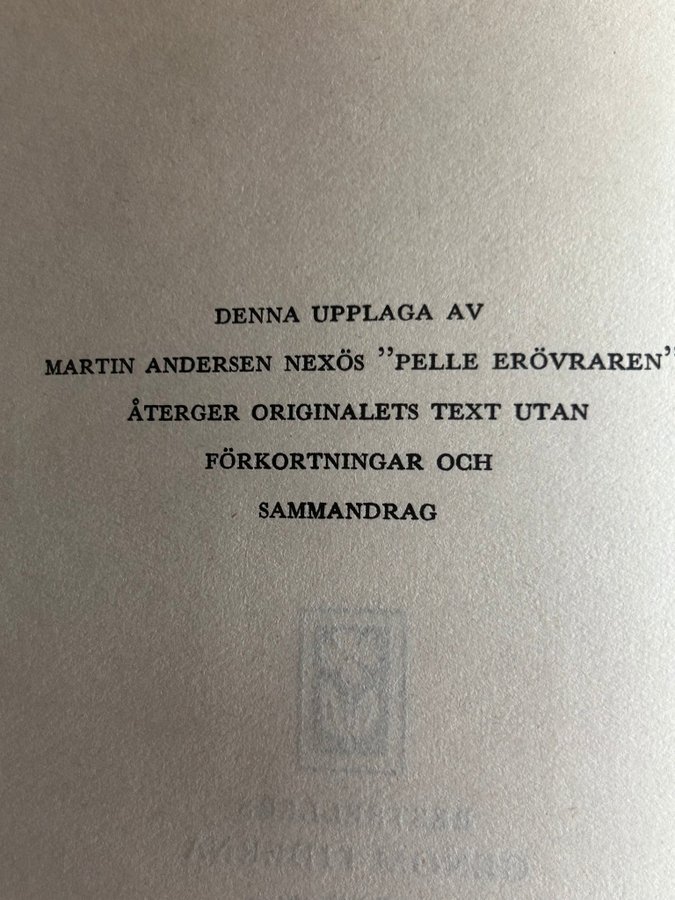 DENNA UPPLAGA AV
MARTIN ANDERSEN NEXÖS ”PELLE ERÖVRAREN”
ÅTERGER ORIGINALETS TEXT UTAN
FÖRKORTNINGAR OCH
SAMMANDRAG